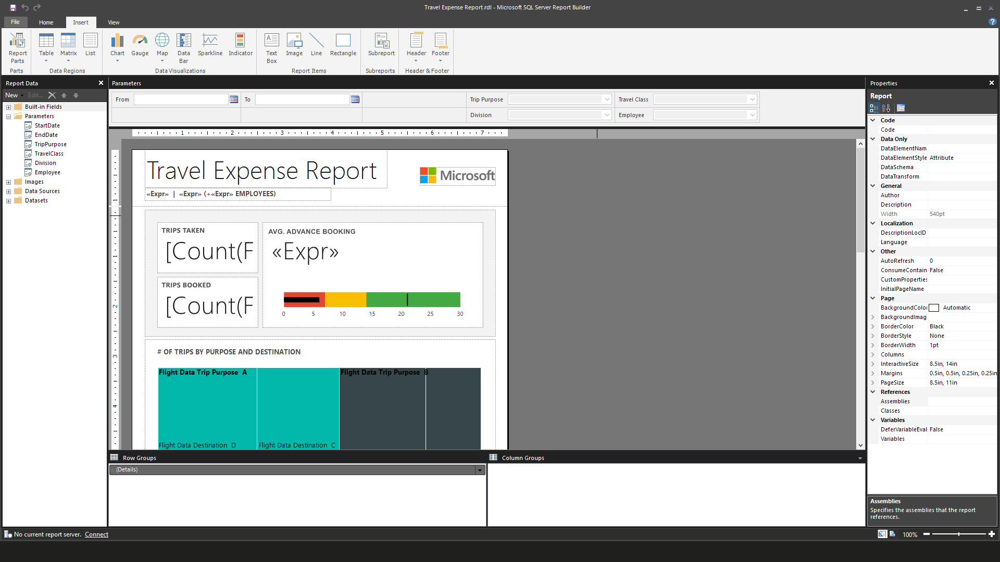 Travel Expense Report.rdl - Microsoft SQL Server Report Builder
File Home Insert View
Report Parts
Table
Matrix
List
Chart
Gauge
Map
Data Bar
Sparkline
Indicator
Text Box
Image
Line
Rectangle
Subreport
Header
Footer
Parts
Data Regions
Data Visualizations
Report Items
Subreports
Header & Footer
Report Data
New Edit...
Built-in Fields
Parameters
StartDate
EndDate
TripPurpose
TravelClass
Division
Employee
Images
Data Sources
Datasets
Parameters
From To Trip Purpose Travel Class
Division Employee
1 2 3 4 5 6 7
1
1
2
3
4
Travel Expense Report
Microsoft
«Expr» | «Expr» (+«Expr» EMPLOYEES)
TRIPS TAKEN
[Count(F
AVG. ADVANCE BOOKING
«Expr»
TRIPS BOOKED
[Count(F
0 5 10 15 20 25 30
# OF TRIPS BY PURPOSE AND DESTINATION
Flight Data Trip Purpose A
Flight Data Trip Purpose B
Flight Data Destination D
Flight Data Destination C
Row Groups
(Details)
Column Groups
Properties
Report
Code
Code
Data Only
DataElementNam
DataElementStyle Attribute
DataSchema
DataTransform
General
Author
Description
Width 540pt
Localization
DescriptionLocID
Language
Other
AutoRefresh 0
ConsumeContain False
CustomProperties
InitialPageName
Page
BackgroundColor Automatic
BackgroundImag
BorderColor Black
BorderStyle None
BorderWidth 1pt
Columns
InteractiveSize 8.5in, 14in
Margins 0.5in, 0.5in, 0.25in, 0.25in
PageSize 8.5in, 11in
References
Assemblies
Classes
Variables
DeferVariableEval False
Variables
Assemblies
Specifies the assemblies that the report
references.
No current report server. Connect
100%